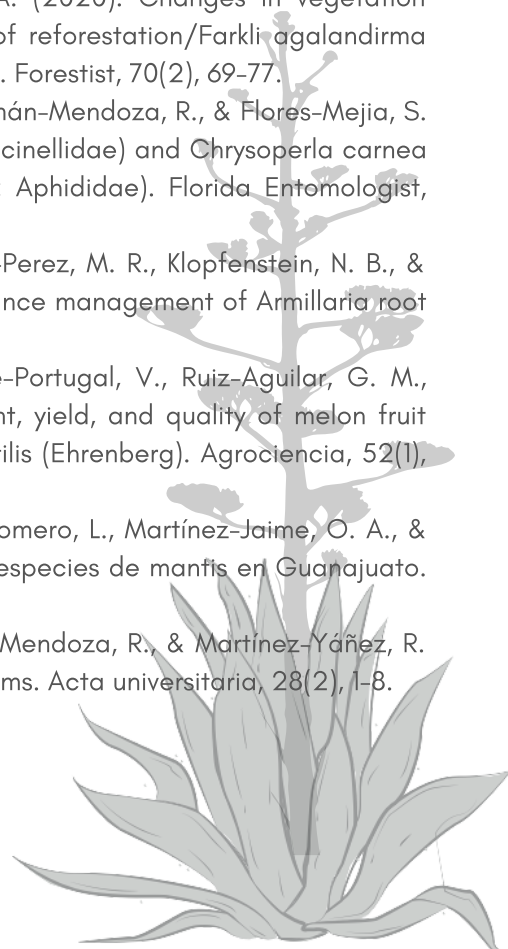 A. (2020). Changes in vegetation
of reforestation/Farkli agalandirma
. Forestist, 70(2), 69-77.
nán-Mendoza, R., & Flores-Mejia, S.
cinellidae) and Chrysoperla carnea
: Aphididae). Florida Entomologist,
-Perez, M. R., Klopfenstein, N. B., &
nce management of Armillaria root
e-Portugal, V., Ruiz-Aguilar, G. M.,
nt, yield, and quality of melon fruit
ilis (Ehrenberg). Agrociencia, 52(1),
omero, L., Martínez-Jaime, O. A., &
especies de mantis en Guanajuato.
Mendoza, R., & Martínez-Yáñez, R.
ms. Acta universitaria, 28(2), 1-8.